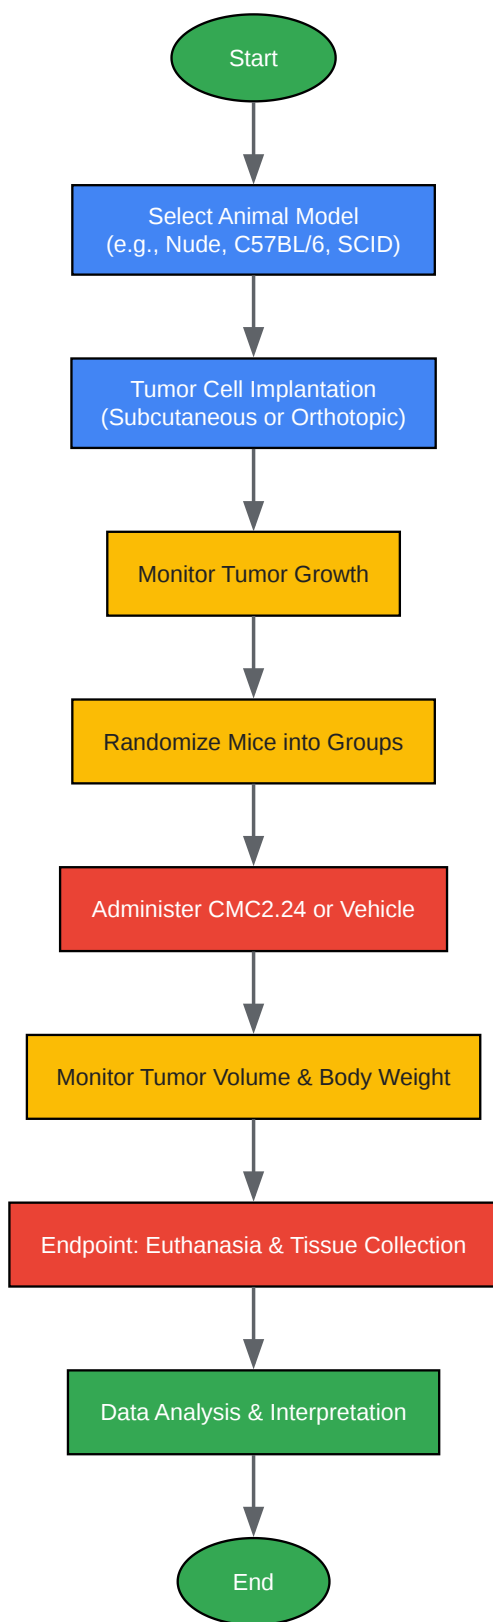 Start
Select Animal Model
(e.g., Nude, C57BL/6, SCID)
Tumor Cell Implantation
(Subcutaneous or Orthotopic)
Monitor Tumor Growth
Randomize Mice into Groups
Administer CMC2.24 or Vehicle
Monitor Tumor Volume & Body Weight
Endpoint: Euthanasia & Tissue Collection
Data Analysis & Interpretation
End